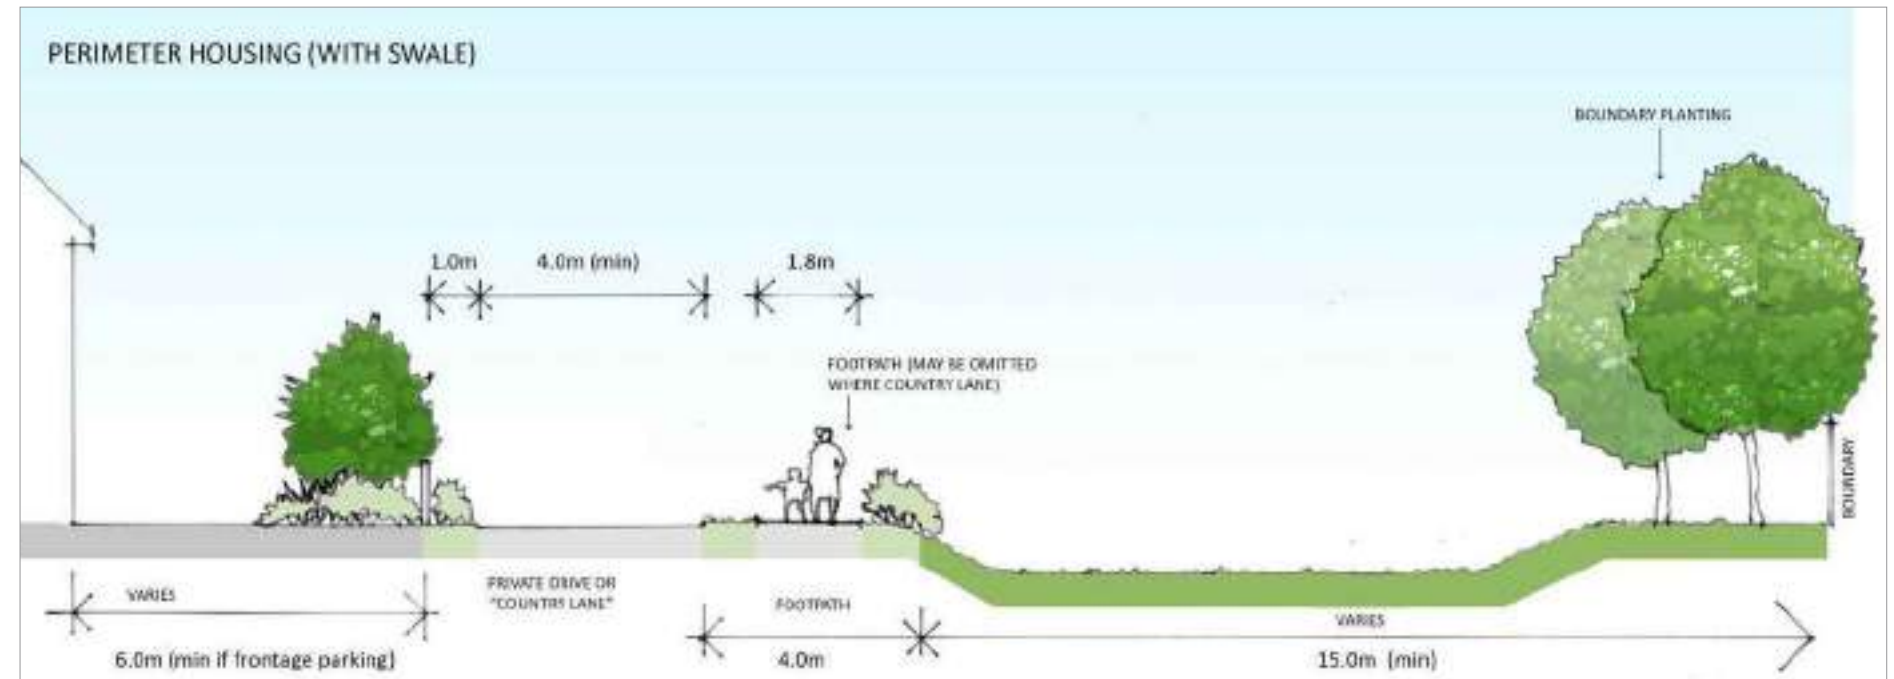 PERIMETER HOUSING (WITH SWALE)
BOUNDARY PLANTING
1.0m
4.0m (min)
1.8m
FOOTPATH (MAY BE OMITTED
WHERE COUNTRY LANE)
BOUNDARY
VARIES
6.0m (min if frontage parking)
PRIVATE DRIVE OR
"COUNTRY LANE"
FOOTPATH
4.0m
VARIES
15.0m (min)